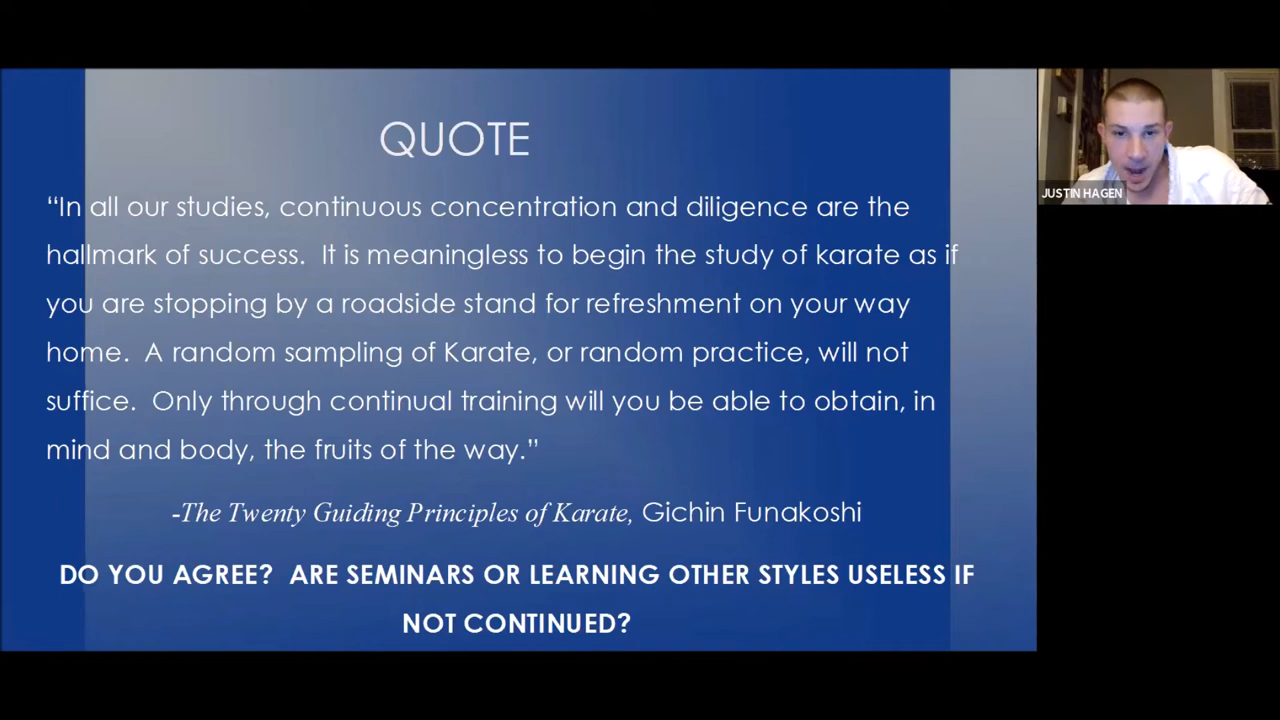 QUOTE
“In all our studies, continuous concentration and diligence are the
hallmark of success.  It is meaningless to begin the study of karate as if
you are stopping by a roadside stand for refreshment on your way
home.  A random sampling of Karate, or random practice, will not
suffice.  Only through continual training will you be able to obtain, in
mind and body, the fruits of the way.”
-The Twenty Guiding Principles of Karate, Gichin Funakoshi
DO YOU AGREE?  ARE SEMINARS OR LEARNING OTHER STYLES USELESS IF
NOT CONTINUED?
JUSTIN HAGEN